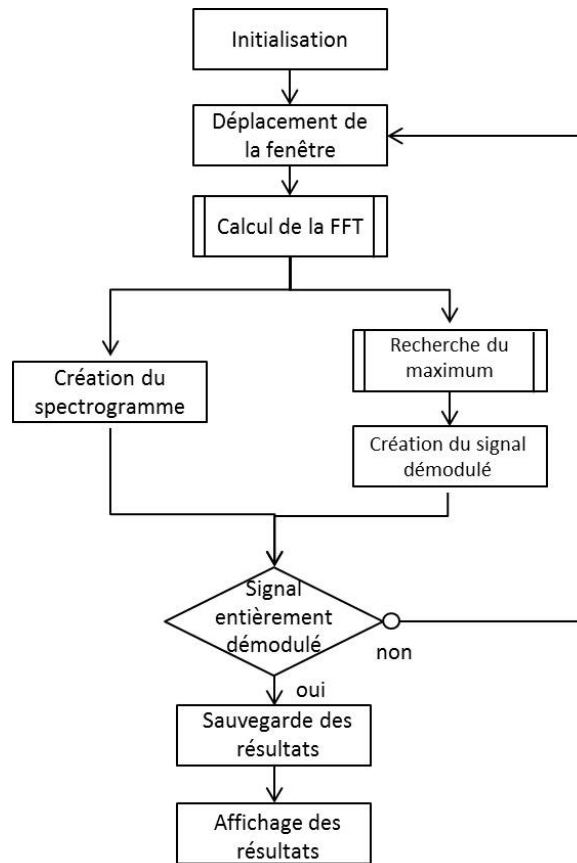 Initialisation
Déplacement de
la fenêtre
Calcul de la FFT
Création du
spectrogramme
Recherche du
maximum
Création du signal
démodulé
Signal
entièrement
démodulé
non
oui
Sauvegarde des
résultats
Affichage des
résultats